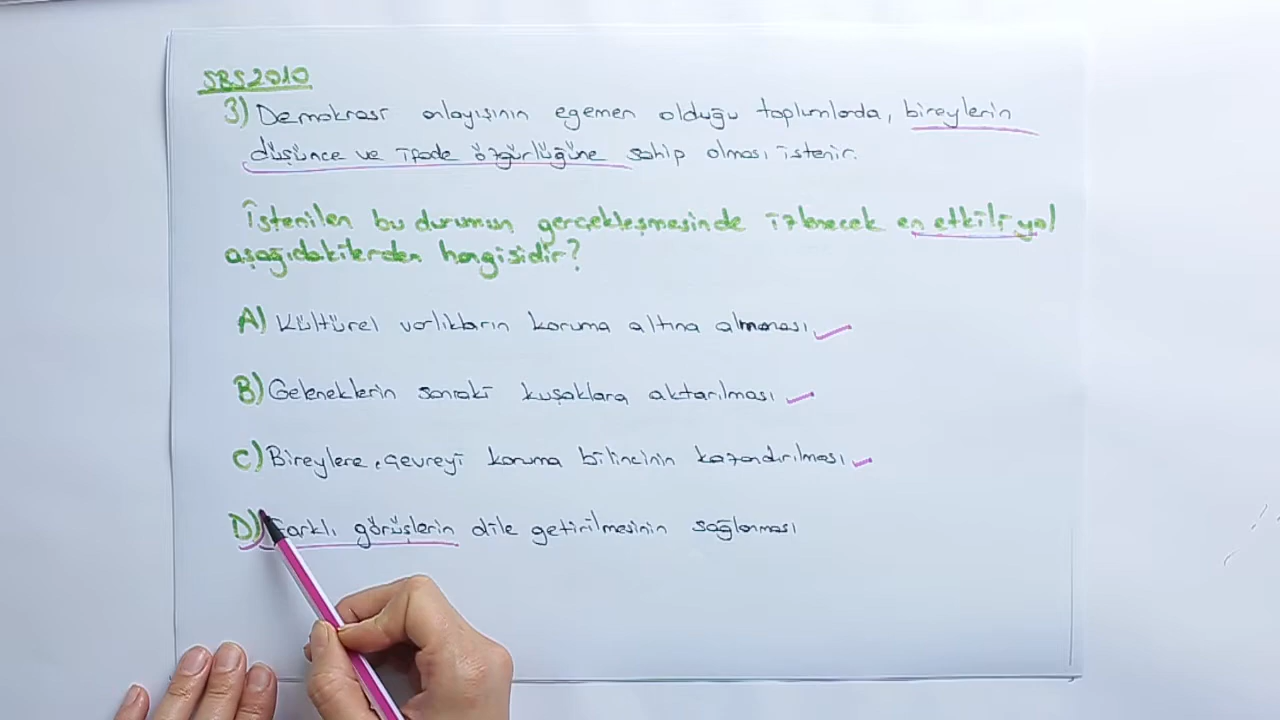 SBS2010
3) Demokrasi anlayışının egemen olduğu toplumlarda, bireylerin
düşünce ve ifade özgürlüğüne sahip olması istenir.
İstenilen bu durumun gerçekleşmesinde izlenecek en etkili yol
aşağıdakilerden hangisidir?
A) Kültürel varlıkların koruma altına alınması
B) Geleneklerin sonraki kuşaklara aktarılması
C) Bireylere, çevreyi koruma bilincinin kazandırılması
D) Farklı görüşlerin dile getirilmesinin sağlanması